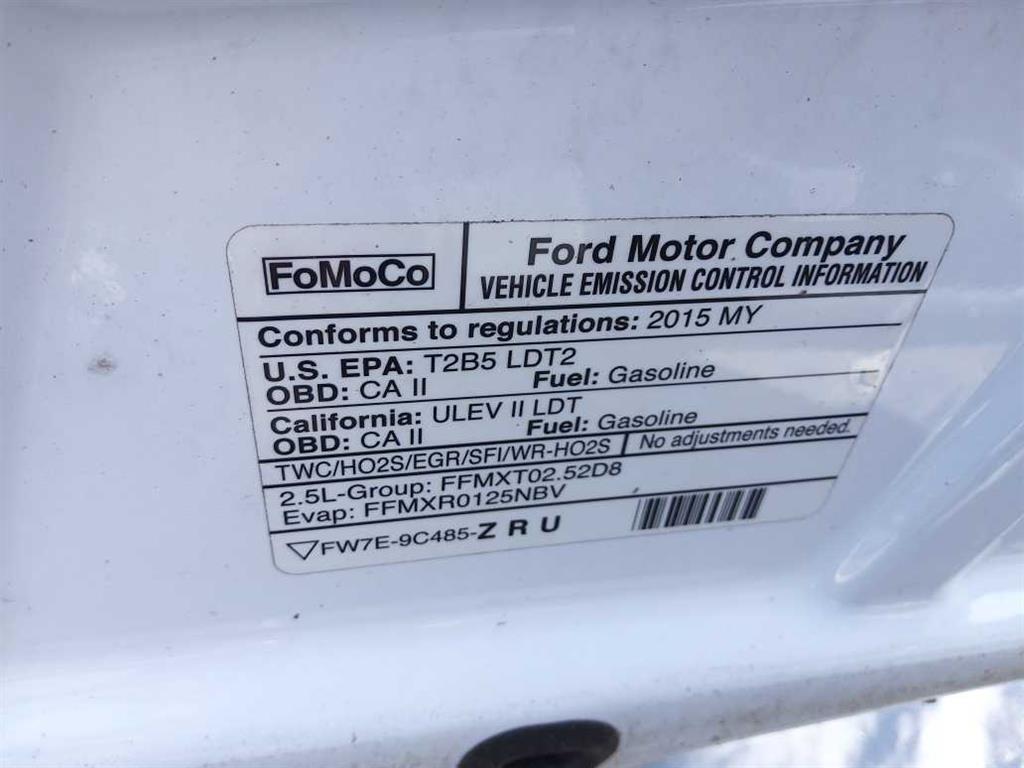 FoMoCo
Ford Motor Company
VEHICLE EMISSION CONTROL INFORMATION
Conforms to regulations: 2015 MY
U.S. EPA: T2B5 LDT2
OBD: CA II Fuel: Gasoline
California: ULEV II LDT
OBD: CA II Fuel: Gasoline
TWC/HO2S/EGR/SFI/WR-HO2S No adjustments needed.
2.5L-Group: FFMXT02.52D8
Evap: FFMXR0125NBV
FW7E-9C485-Z R U